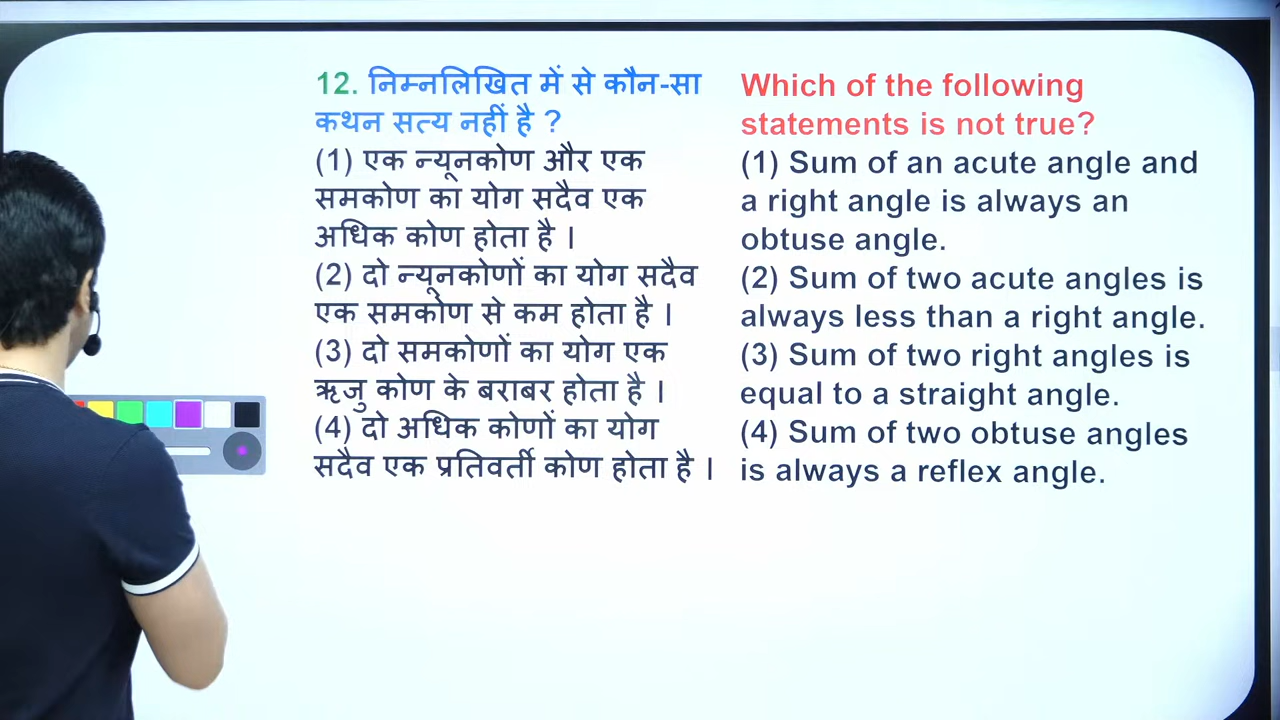 12. निम्नलिखित में से कौन-सा
कथन सत्य नहीं है ?
(1) एक न्यूनकोण और एक
समकोण का योग सदैव एक
अधिक कोण होता है ।
(2) दो न्यूनकोणों का योग सदैव
एक समकोण से कम होता है ।
(3) दो समकोणों का योग एक
ऋजु कोण के बराबर होता है ।
(4) दो अधिक कोणों का योग
सदैव एक प्रतिवर्ती कोण होता है ।
Which of the following
statements is not true?
(1) Sum of an acute angle and
a right angle is always an
obtuse angle.
(2) Sum of two acute angles is
always less than a right angle.
(3) Sum of two right angles is
equal to a straight angle.
(4) Sum of two obtuse angles
is always a reflex angle.